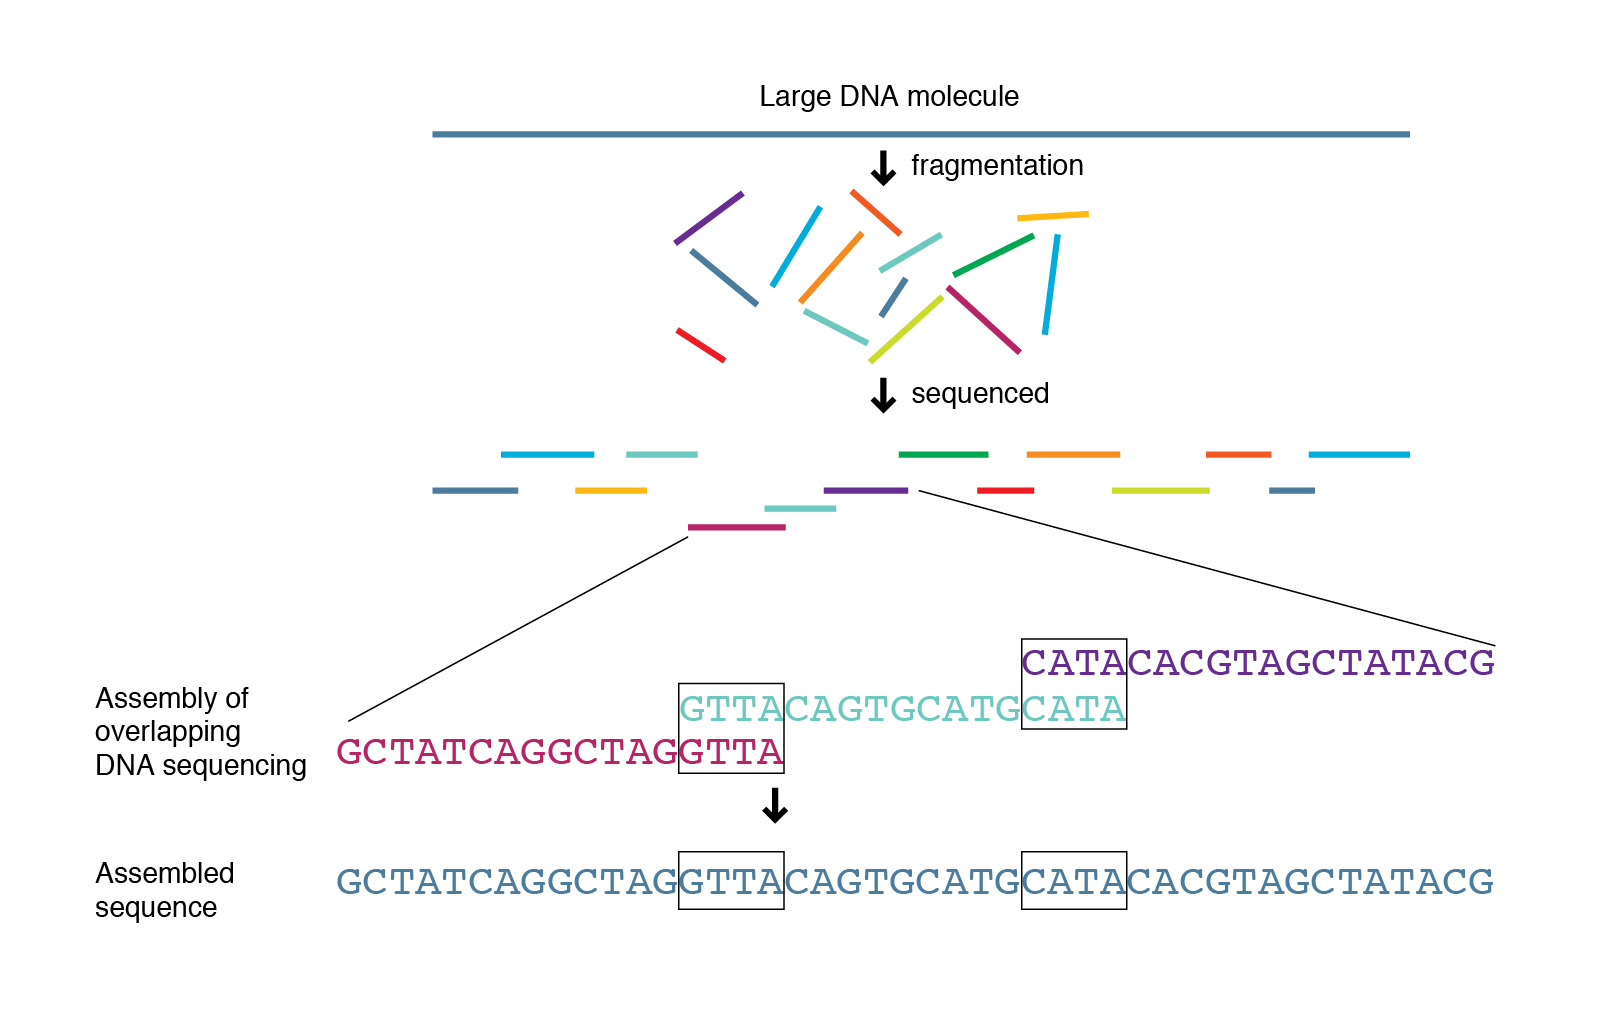 Large DNA molecule
fragmentation
sequenced
CATACACGTAGCTATACG
GTTACAGTGCATGCATA
GCTATCAGGCTAGGTTA
Assembly of
overlapping
DNA sequencing
GCTATCAGGCTAGGTTACAGTGCATGCATACACGTAGCTATACG
Assembled
sequence